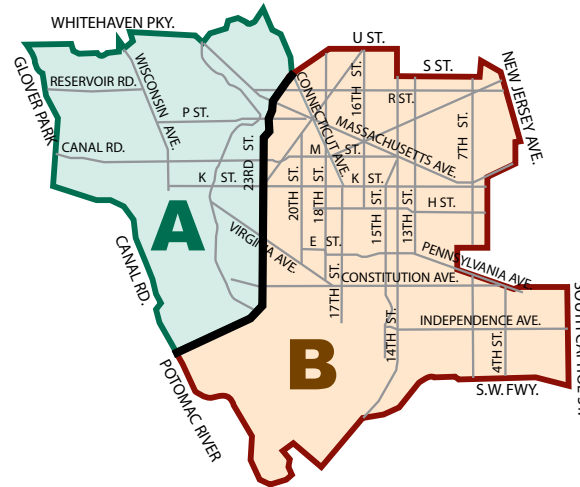 WHITEHAVEN PKY.
U ST.
S ST.
GLOVER PARK
RESERVOIR RD.
WISCONSIN AVE.
CONNECTICUT AVE.
16TH ST.
R ST.
NEW JERSEY AVE.
P ST.
MASSACHUSETTS AVE.
7TH ST.
CANAL RD.
23RD ST.
M ST.
K ST.
K ST.
20TH ST.
18TH ST.
15TH ST.
13TH ST.
H ST.
A
VIRGINIA AVE.
E ST.
PENNSYLVANIA AVE.
CANAL RD.
CONSTITUTION AVE.
17TH ST.
14TH ST.
INDEPENDENCE AVE.
4TH ST.
B
S.W. FWY.
POTOMAC RIVER